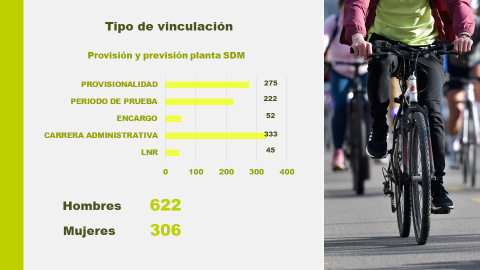 Tipo de vinculación
Provisión y previsión planta SDM
PROVISIONALIDAD 275
PERIODO DE PRUEBA 222
ENCARGO 52
CARRERA ADMINISTRATIVA 333
LNR 45
0 100 200 300 400
Hombres 622
Mujeres 306